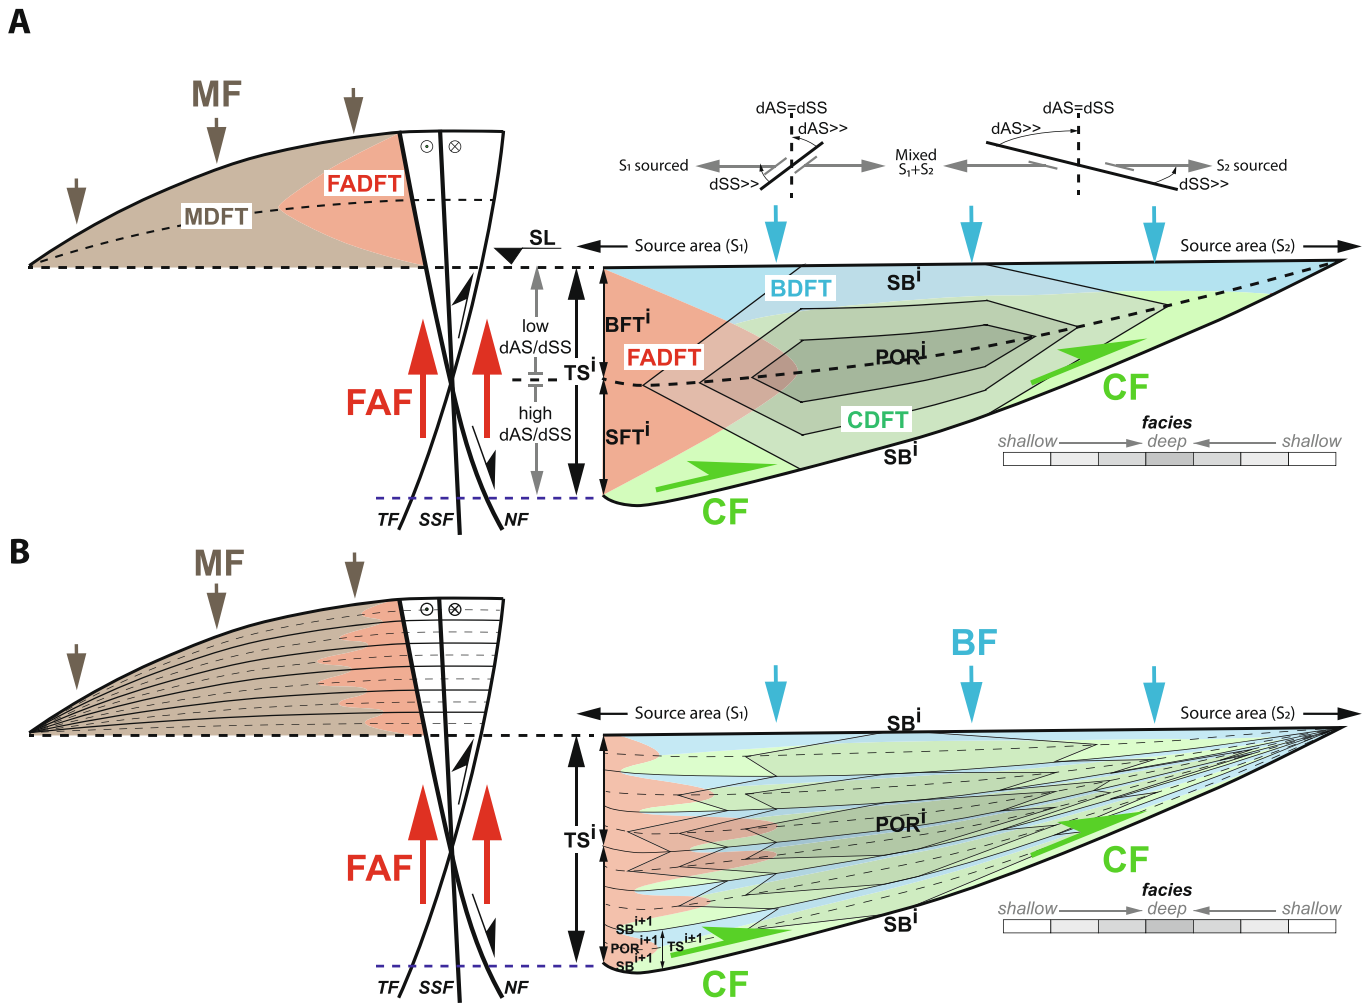 A
MF
FADFT
MDFT
SL
low
dAS/dSS
TSⁱ
high
dAS/dSS
FAF
TF
SSF
NF
dAS=dSS
dAS>>
S₁ sourced
dSS>>
Mixed
S₁+S₂
dAS=dSS
dAS>>
S₂ sourced
dSS>>
Source area (S₁)
Source area (S₂)
SBⁱ
BDFT
BFTⁱ
FADFT
PORⁱ
CDFT
SFTⁱ
SBⁱ
CF
CF
facies
shallow
deep
shallow
B
MF
FAF
TF
SSF
NF
BF
Source area (S₁)
SBⁱ
Source area (S₂)
TSⁱ
PORⁱ
SBⁱ
CF
SBⁱ⁺¹
PORⁱ⁺¹
SBⁱ⁺¹
TSⁱ⁺¹
CF
facies
shallow
deep
shallow